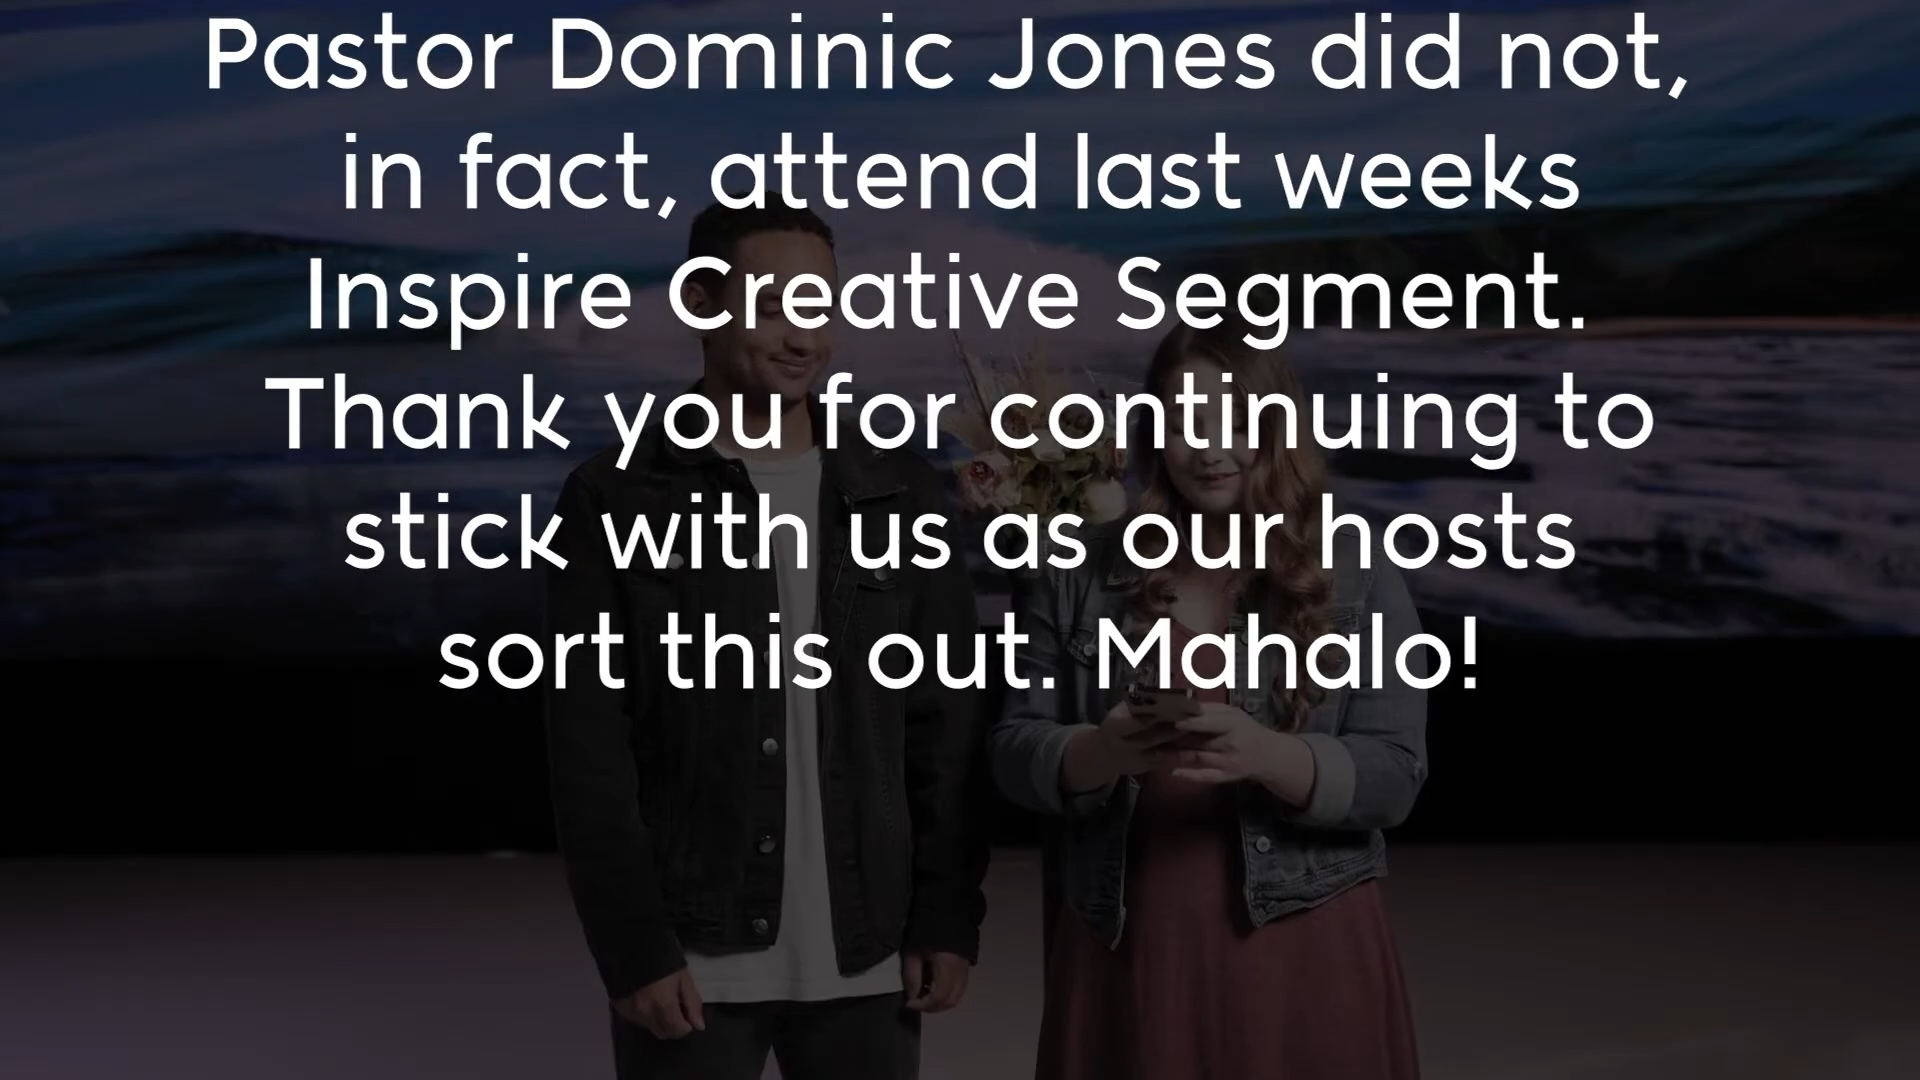 Pastor Dominic Jones did not,
in fact, attend last weeks
Inspire Creative Segment.
Thank you for continuing to
stick with us as our hosts
sort this out. Mahalo!